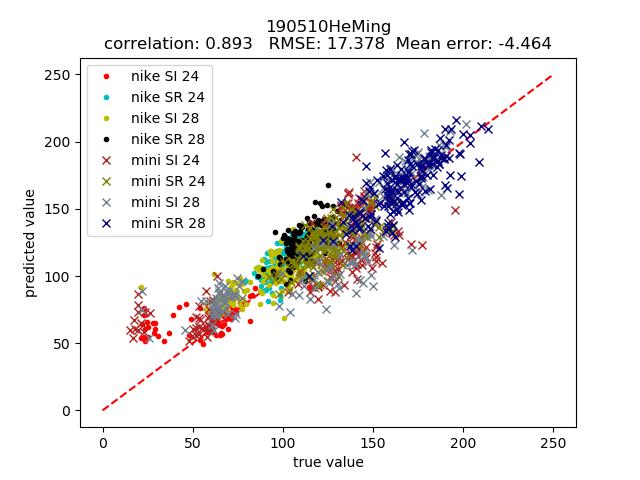 190510HeMing
correlation: 0.893   RMSE: 17.378  Mean error: -4.464
250
200
150
100
50
0
predicted value
nike SI 24
nike SR 24
nike SI 28
nike SR 28
mini SI 24
mini SR 24
mini SI 28
mini SR 28
0 50 100 150 200 250
true value